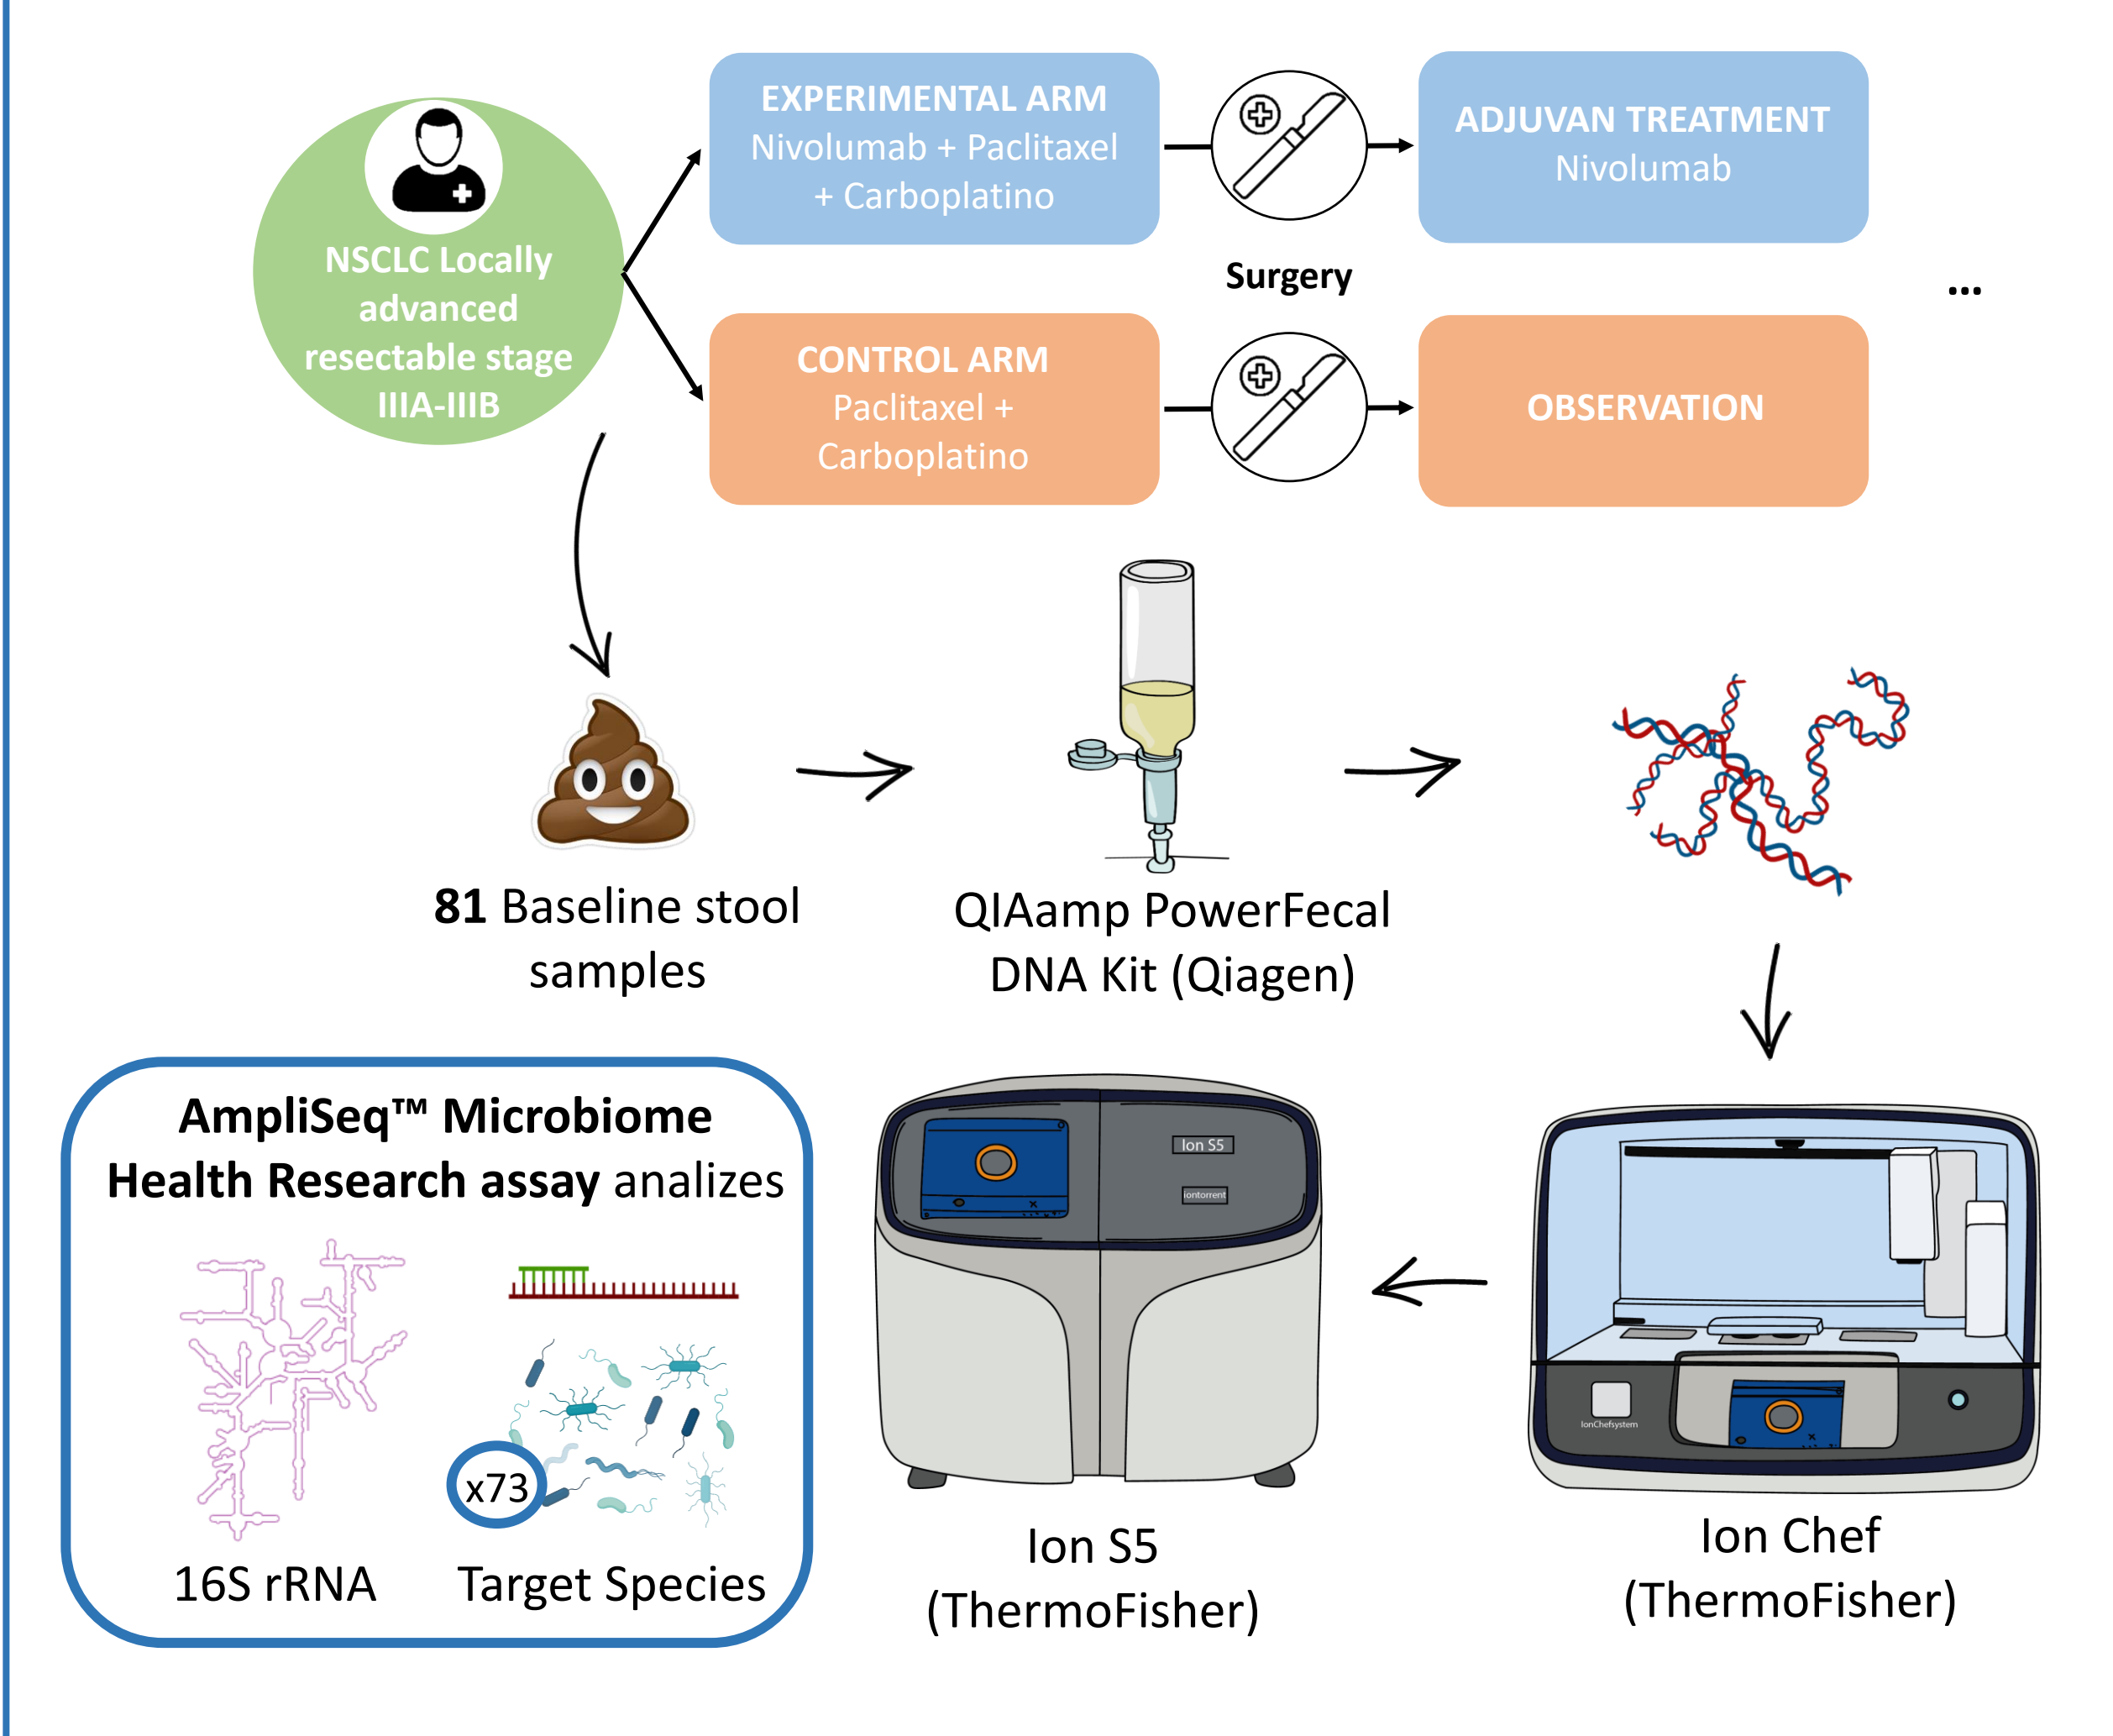 NSCLC Locally
advanced
resectable stage
IIIA-IIIB
EXPERIMENTAL ARM
Nivolumab + Paclitaxel
+ Carboplatino
ADJUVAN TREATMENT
Nivolumab
Surgery
...
CONTROL ARM
Paclitaxel +
Carboplatino
OBSERVATION
81 Baseline stool
samples
QIAamp PowerFecal
DNA Kit (Qiagen)
AmpliSeq™ Microbiome
Health Research assay analizes
x73
16S rRNA
Target Species
Ion S5
iontorrent
Ion S5
(ThermoFisher)
IonChefsystem
Ion Chef
(ThermoFisher)